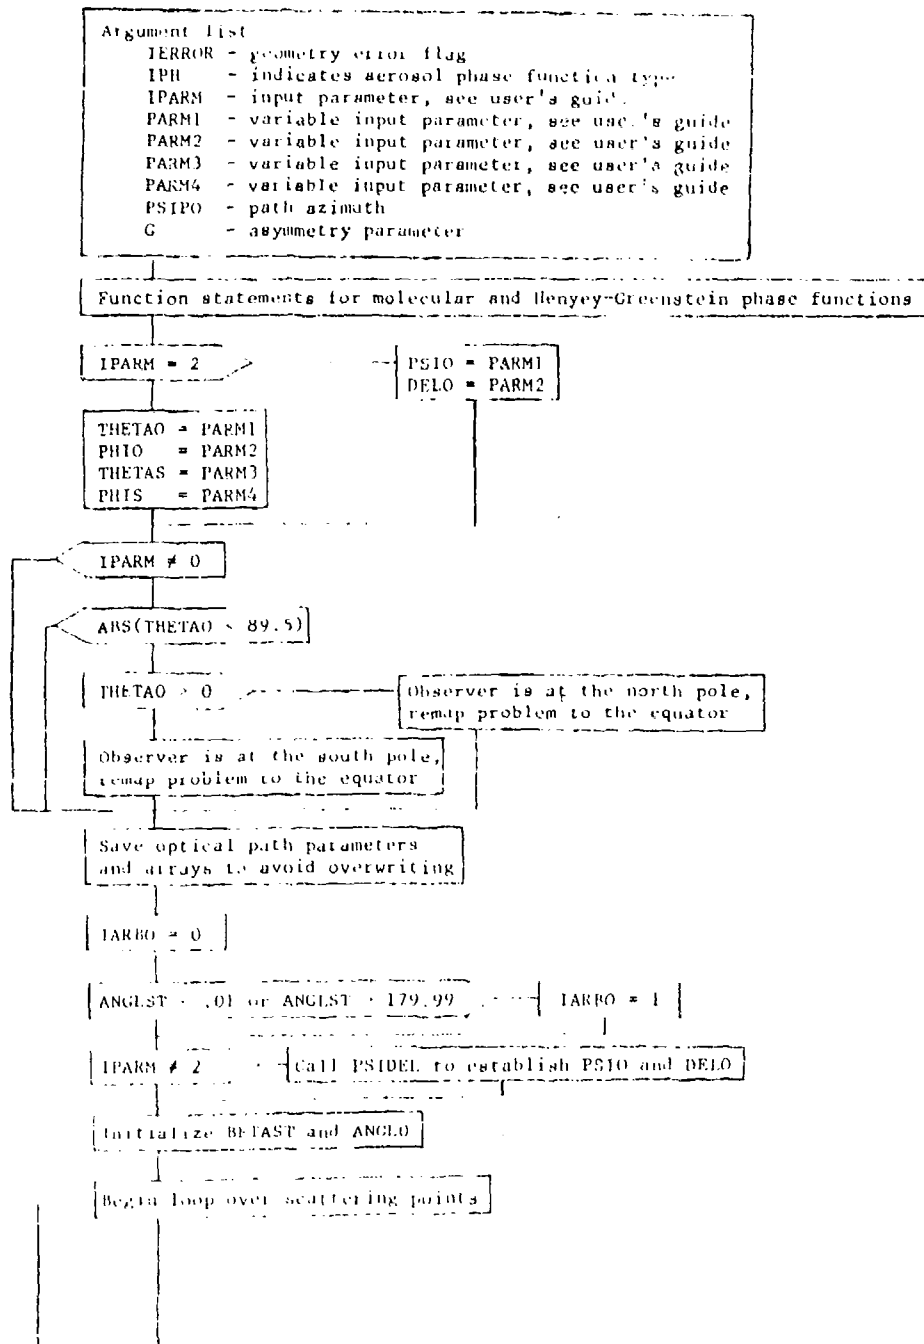 Argument list
IERROR - geometry error flag
IPH - indicates aerosol phase function type
IPARM - input parameter, see user's guide
PARM1 - variable input parameter, see user's guide
PARM2 - variable input parameter, see user's guide
PARM3 - variable input parameter, see user's guide
PARM4 - variable input parameter, see user's guide
PSIPO - path azimuth
G - asymmetry parameter
Function statements for molecular and Henyey-Greenstein phase functions
IPARM = 2
PSIO = PARM1
DELO = PARM2
THETAO = PARM1
PHIO = PARM2
THETAS = PARM3
PHIS = PARM4
IPARM ≠ 0
ABS(THETAO < 89.5)
THETAO > 0
Observer is at the north pole,
remap problem to the equator
Observer is at the south pole,
remap problem to the equator
Save optical path parameters
and arrays to avoid overwriting
IARBO = 0
ANGLST .01 or ANGLST 179.99
IARBO = 1
IPARM ≠ 2
Call PSIDEL to establish PSIO and DELO
Initialize BETAST and ANGLO
Begin loop over scattering points